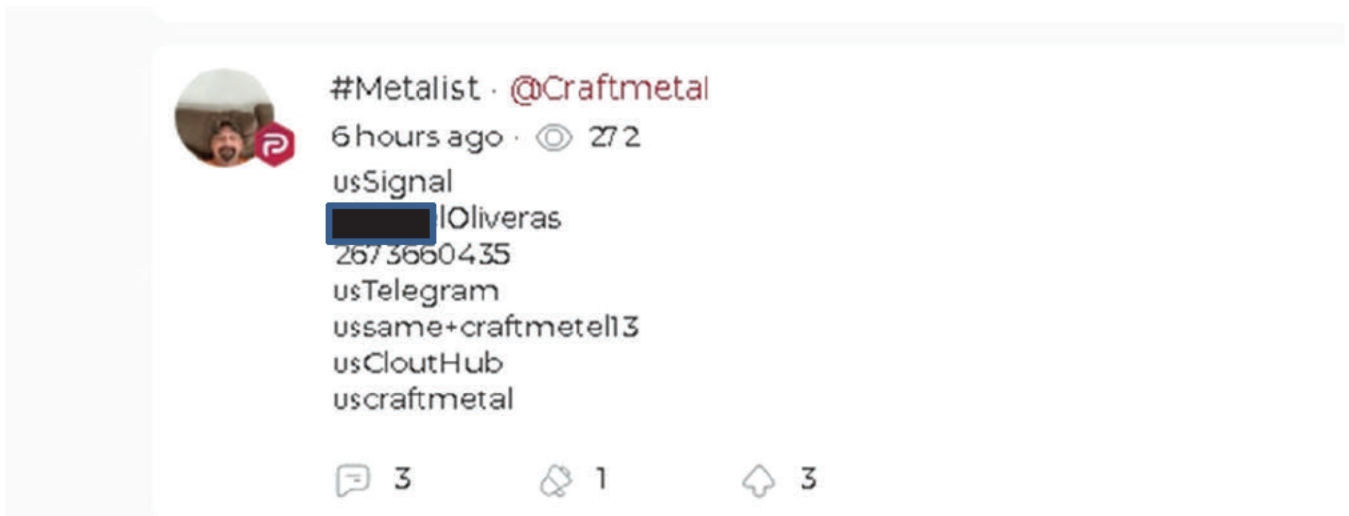 #Metalist · @Craftmetal
6 hours ago · 272
usSignal
lOliveras
2673660435
usTelegram
ussame+craftmetel13
usCloutHub
uscraftmetal
3 1 3